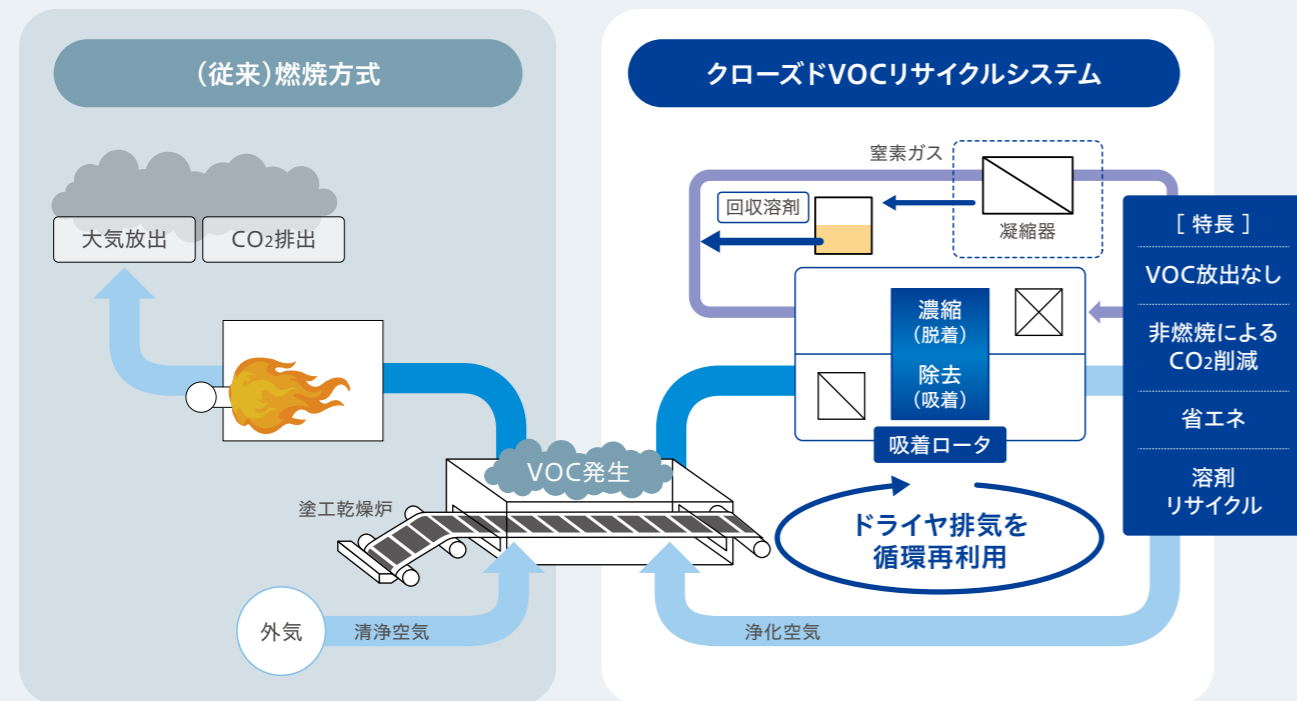 (従来)燃焼方式
大気放出
CO2排出
塗工乾燥炉
VOC発生
外気
清浄空気
クローズドVOCリサイクルシステム
窒素ガス
回収溶剤
凝縮器
濃縮
(脱着)
除去
(吸着)
吸着ロータ
ドライヤ排気を
循環再利用
浄化空気
[ 特長 ]
VOC放出なし
非燃焼による
CO2削減
省エネ
溶剤
リサイクル